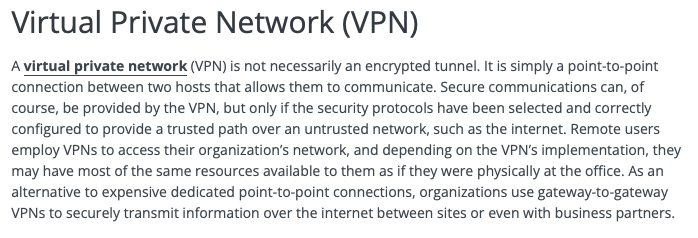 Virtual Private Network (VPN)
A virtual private network (VPN) is not necessarily an encrypted tunnel. It is simply a point-to-point
connection between two hosts that allows them to communicate. Secure communications can, of
course, be provided by the VPN, but only if the security protocols have been selected and correctly
configured to provide a trusted path over an untrusted network, such as the internet. Remote users
employ VPNs to access their organization’s network, and depending on the VPN’s implementation, they
may have most of the same resources available to them as if they were physically at the office. As an
alternative to expensive dedicated point-to-point connections, organizations use gateway-to-gateway
VPNs to securely transmit information over the internet between sites or even with business partners.